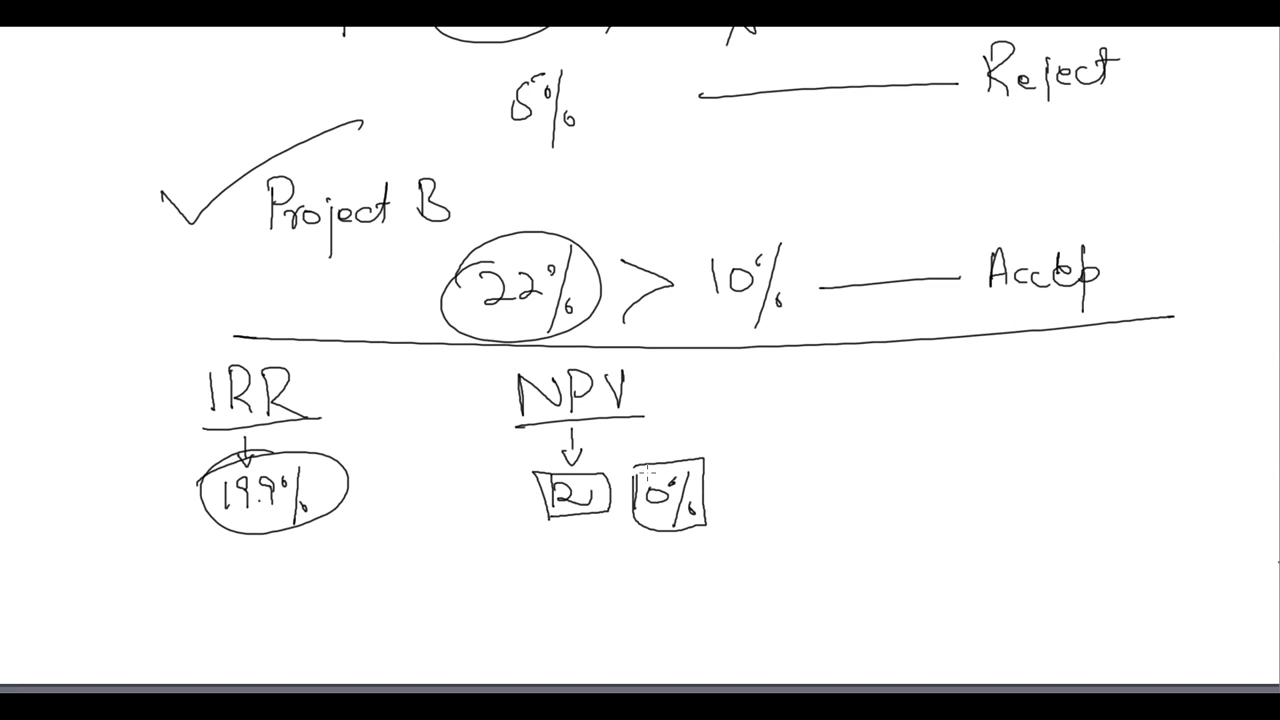 5% Reject
Project B
22% > 10% Accep
IRR NPV
19.9% 10%